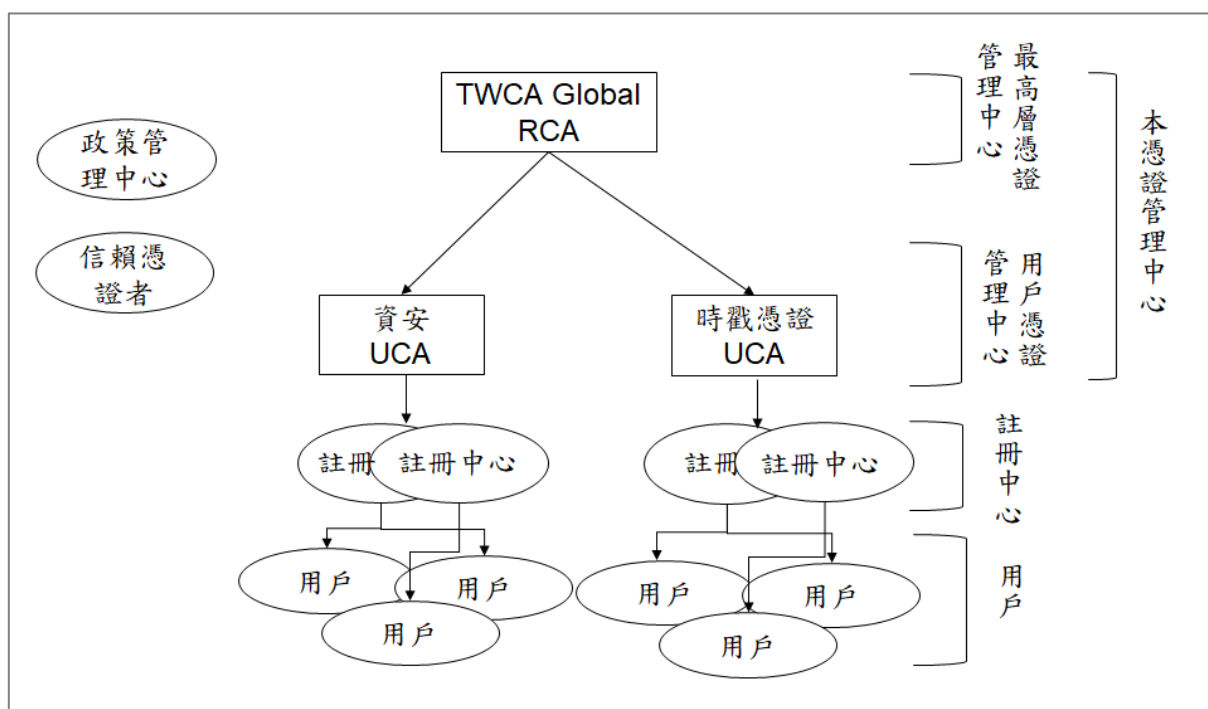 TWCA Global
RCA
政策管
理中心
信賴憑
證者
資安
UCA
時戳憑證
UCA
註冊
註冊中心
註冊
註冊中心
用戶
用戶
用戶
用戶
用戶
用戶
最高層憑證
管理中心
用戶憑證
管理中心
本憑證管理中心
註冊中心
用戶